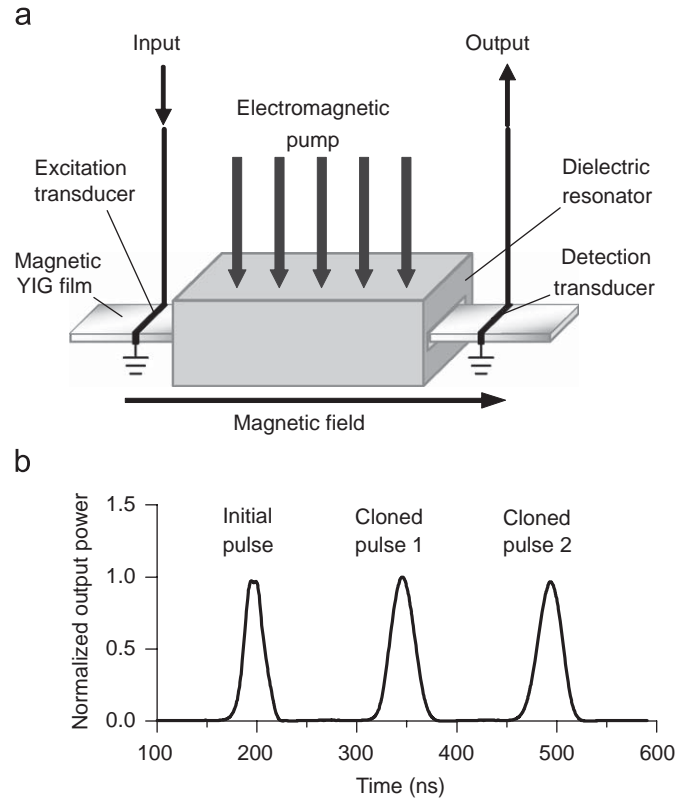 a
Input
Output
Electromagnetic
pump
Excitation
transducer
Dielectric
resonator
Magnetic
YIG film
Detection
transducer
Magnetic field
b
Normalized output power
1.5
1.0
0.5
0.0
Initial
pulse
Cloned
pulse 1
Cloned
pulse 2
100
200
300
400
500
600
Time (ns)